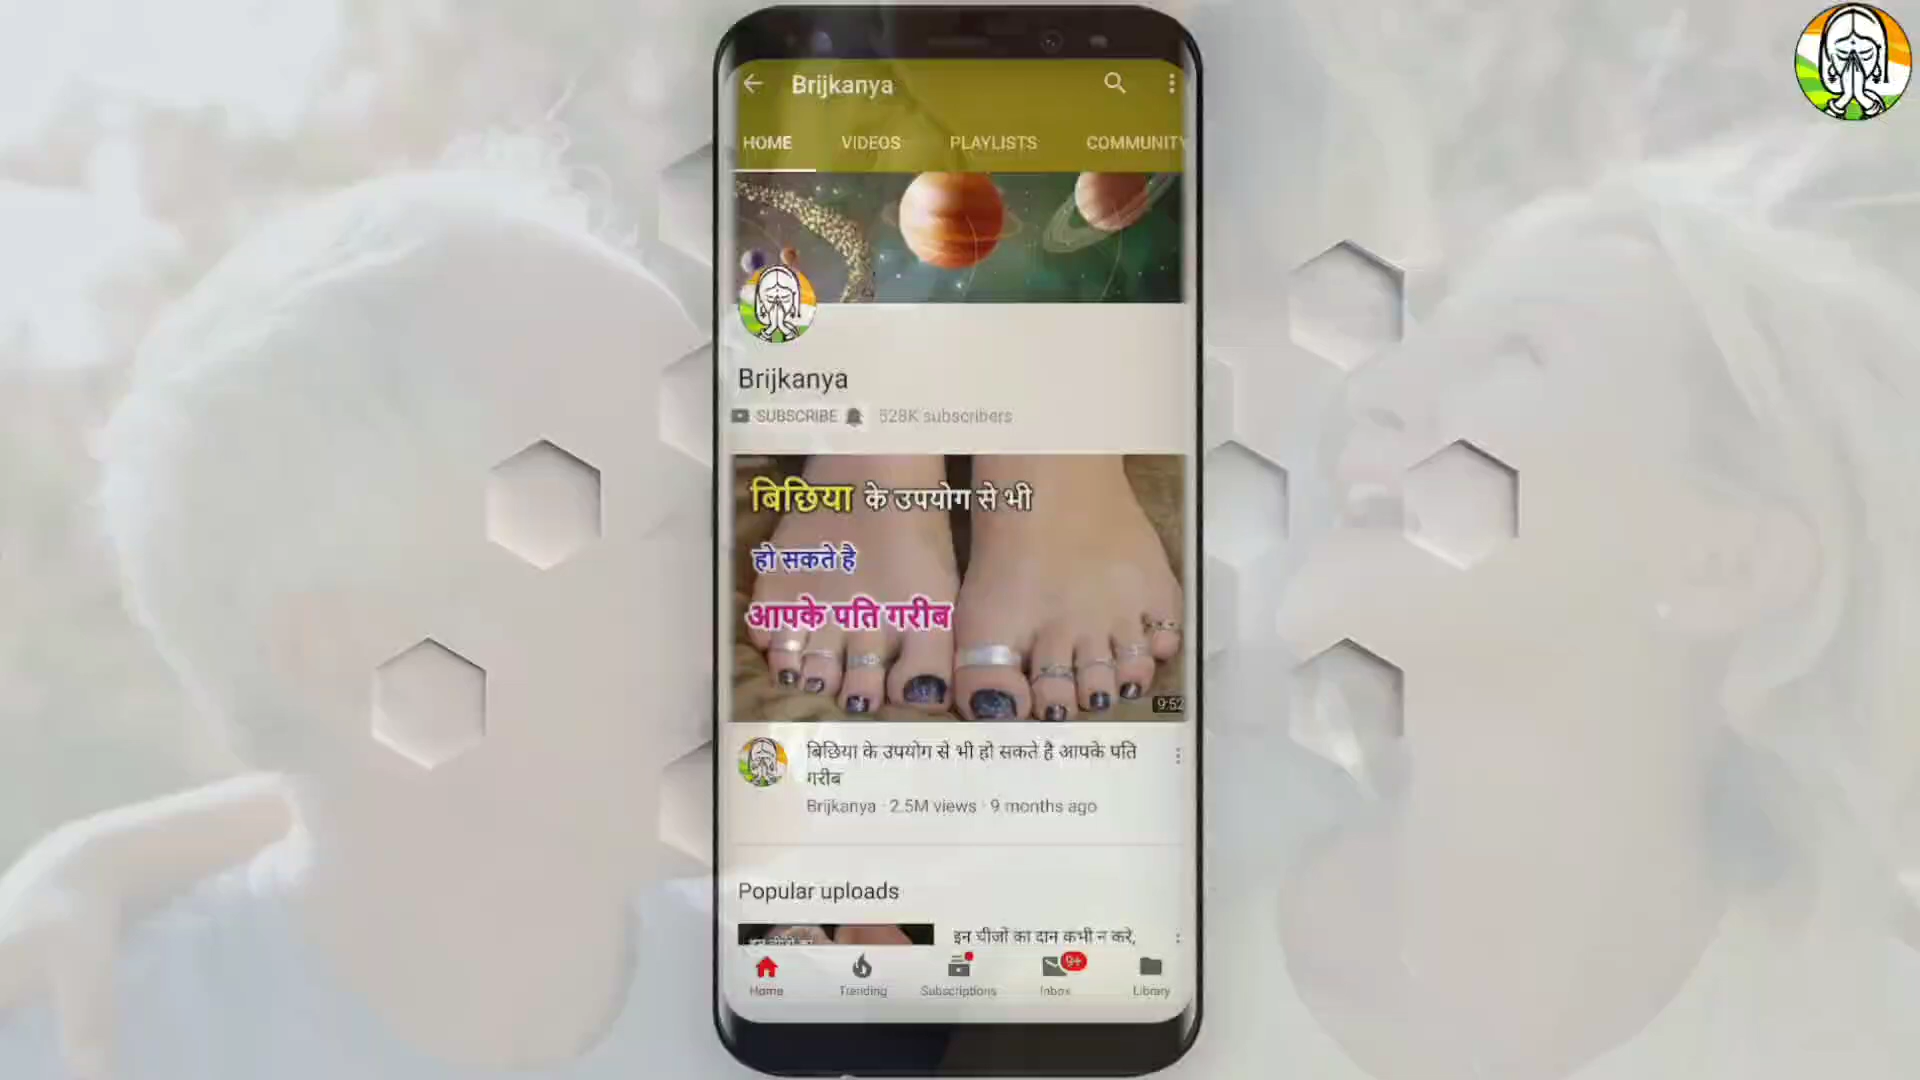 Brijkanya
HOME VIDEOS PLAYLISTS COMMUNITY
Brijkanya
SUBSCRIBE 528K subscribers
बिछिया के उपयोग से भी
हो सकते है
आपके पति गरीब
9:52
बिछिया के उपयोग से भी हो सकते है आपके पति
गरीब
Brijkanya · 2.5M views · 9 months ago
Popular uploads
इन चीजों का दान कभी न करे,
9+
Home Trending Subscriptions Inbox Library